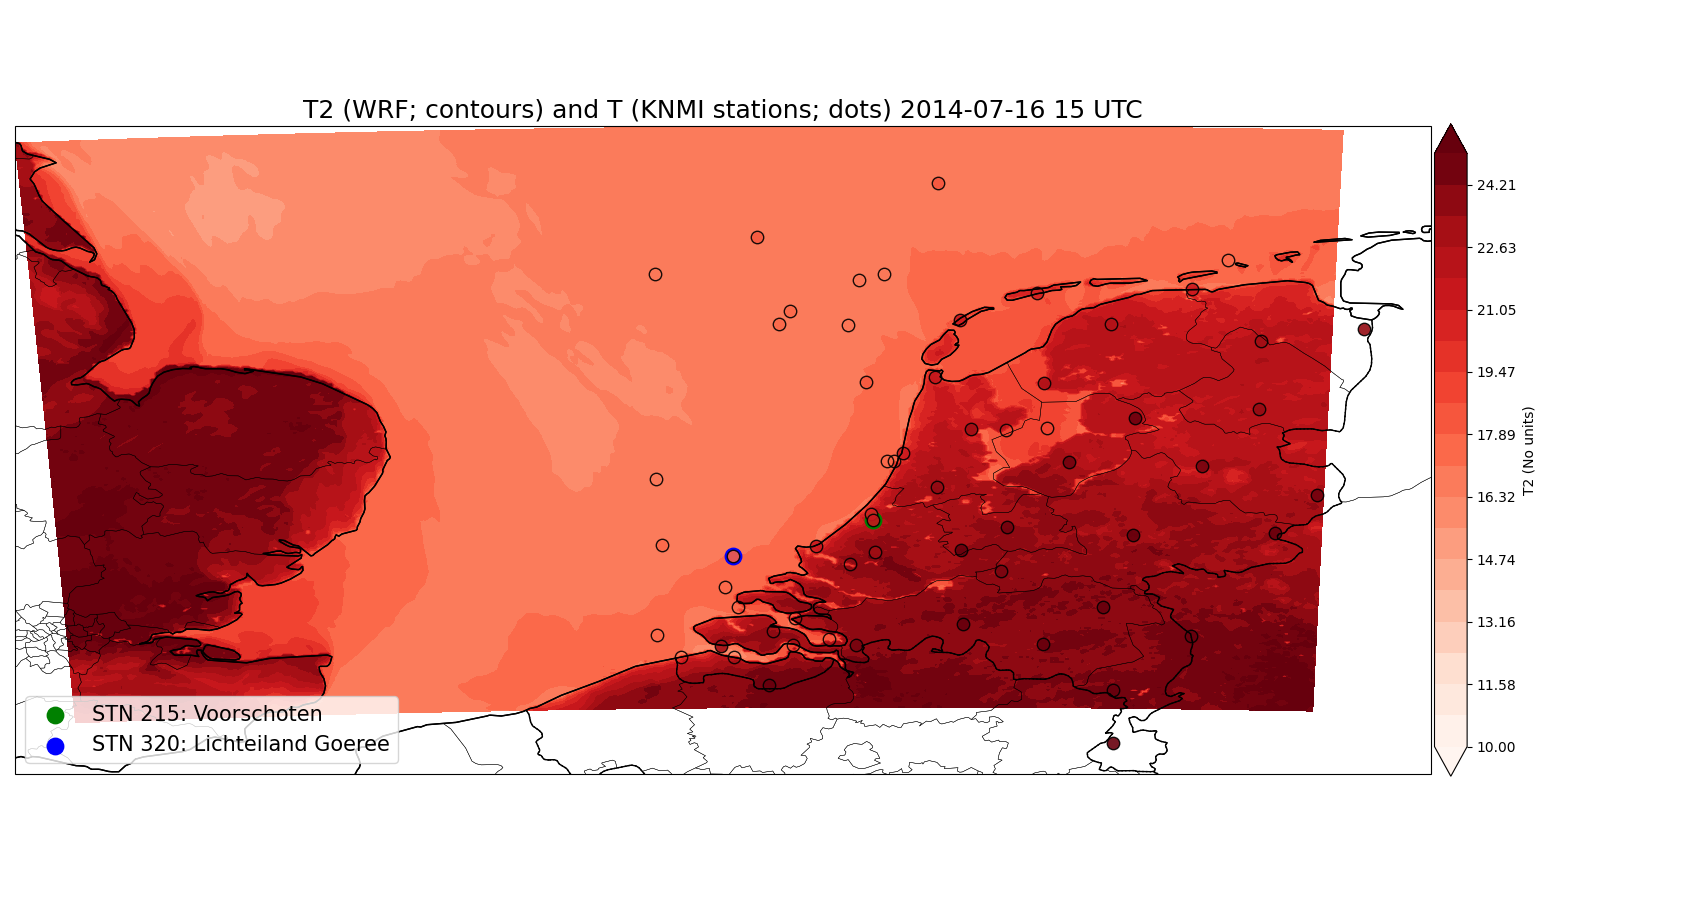 T2 (WRF; contours) and T (KNMI stations; dots) 2014-07-16 15 UTC
24.21
22.63
21.05
19.47
17.89
16.32
14.74
13.16
11.58
10.00
T2 (No units)
STN 215: Voorschoten
STN 320: Lichteiland Goeree